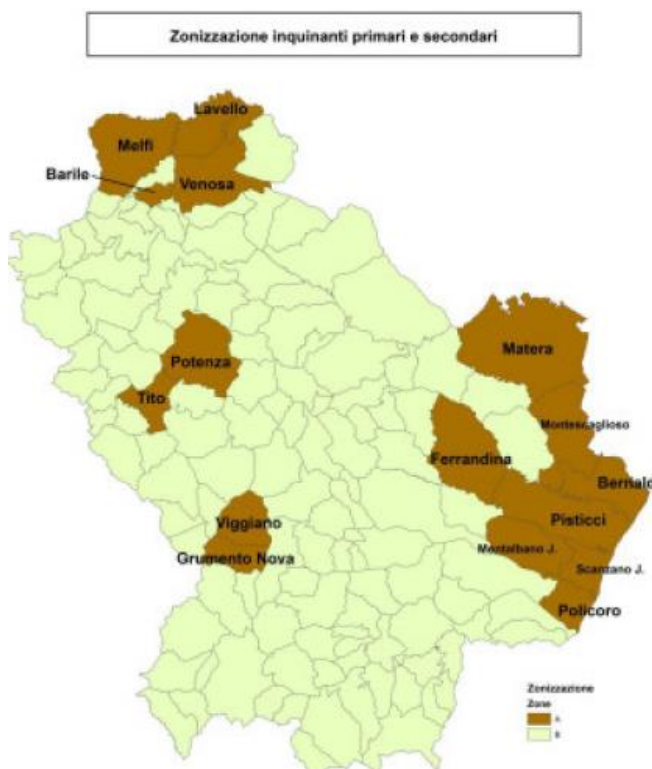 Zonizzazione inquinanti primari e secondari
Lavello
Melfi
Barile
Venosa
Matera
Potenza
Tito
Montescaglioso
Ferrandina
Bernalda
Pisticci
Viggiano
Montalbano J.
Grumento Nova
Scanzano J.
Policoro
Zonizzazione
Zone
A
B